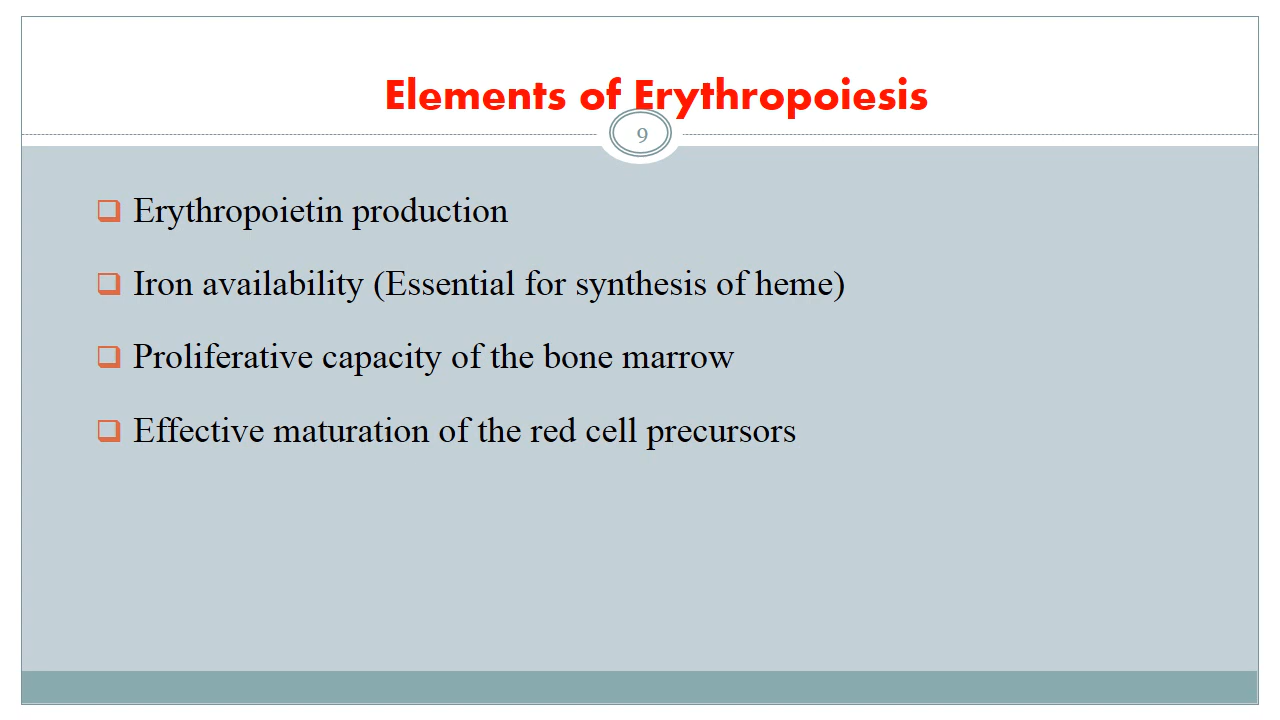 Elements of Erythropoiesis
9
Erythropoietin production
Iron availability (Essential for synthesis of heme)
Proliferative capacity of the bone marrow
Effective maturation of the red cell precursors